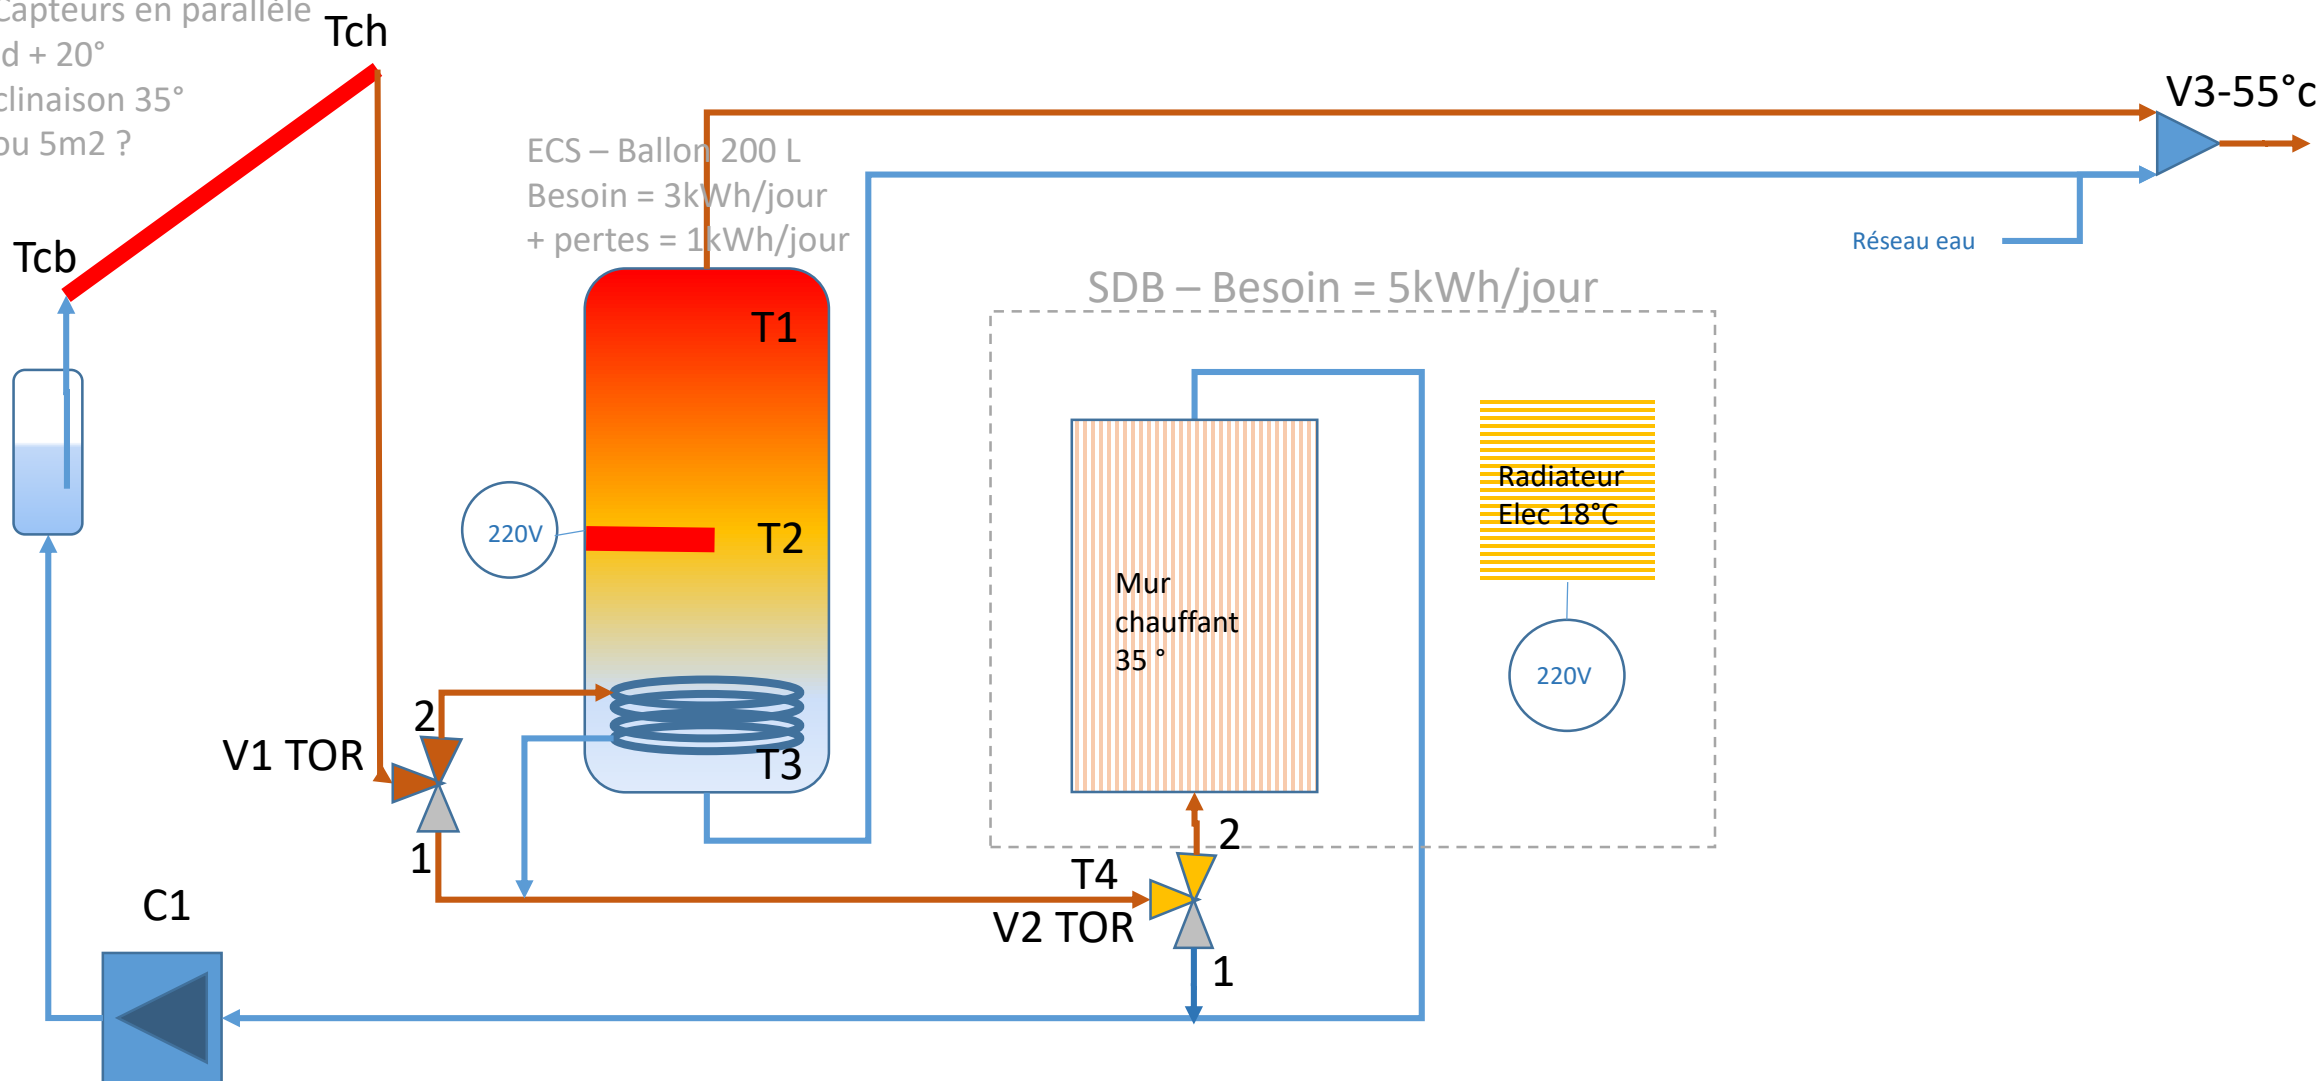 Capteurs en parallèle
d + 20°
clinaison 35°
ou 5m2 ?
Tch
Tcb
V3-55°c
ECS – Ballon 200 L
Besoin = 3kWh/jour
+ pertes = 1kWh/jour
Réseau eau
SDB – Besoin = 5kWh/jour
T1
T2
T3
220V
Radiateur
Elec 18°C
220V
Mur
chauffant
35 °
2
V1 TOR
1
2
T4
V2 TOR
1
C1